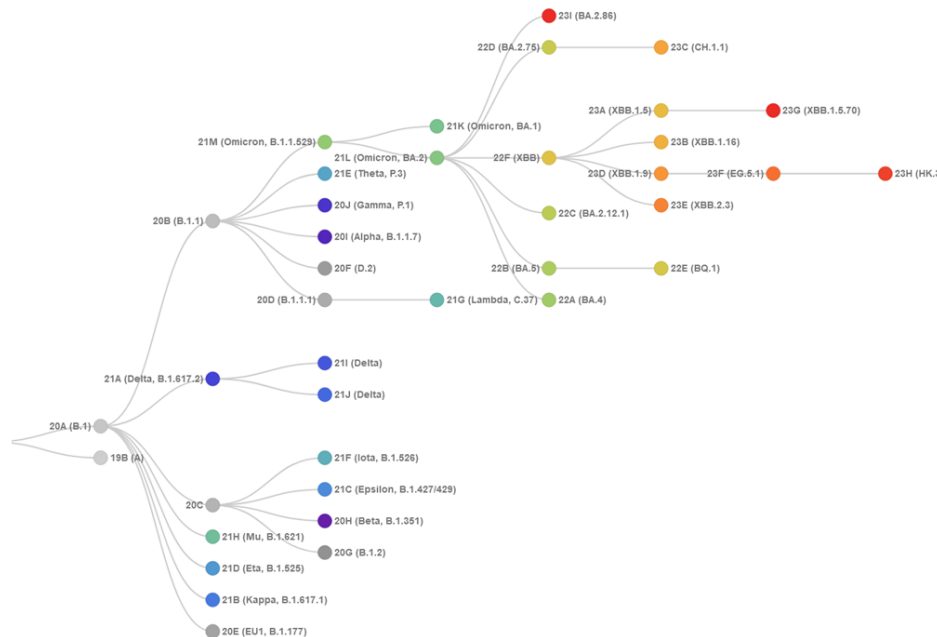 23I (BA.2.86)
22D (BA.2.75)
23C (CH.1.1)
23A (XBB.1.5)
23G (XBB.1.5.70)
21K (Omicron, BA.1)
21M (Omicron, B.1.1.529)
23B (XBB.1.16)
21L (Omicron, BA.2)
22F (XBB)
21E (Theta, P.3)
23D (XBB.1.9)
23F (EG.5.1)
23H (HK.3
20J (Gamma, P.1)
23E (XBB.2.3)
22C (BA.2.12.1)
20B (B.1.1)
20I (Alpha, B.1.1.7)
20F (D.2)
22B (BA.5)
22E (BQ.1)
20D (B.1.1.1)
21G (Lambda, C.37)
22A (BA.4)
21I (Delta)
21A (Delta, B.1.617.2)
21J (Delta)
20A (B.1)
19B (A)
21F (Iota, B.1.526)
21C (Epsilon, B.1.427/429)
20C
20H (Beta, B.1.351)
21H (Mu, B.1.621)
20G (B.1.2)
21D (Eta, B.1.525)
21B (Kappa, B.1.617.1)
20E (EU1, B.1.177)